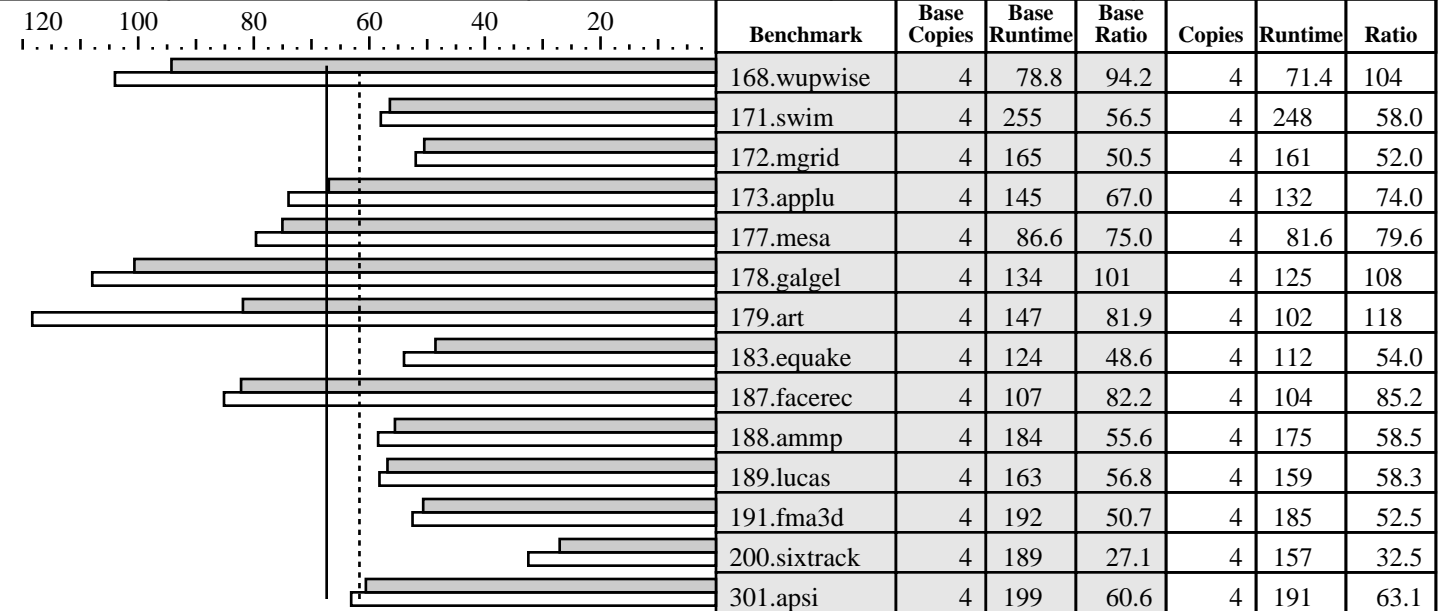 120 100 80 60 40 20
Benchmark Base Copies Base Runtime Base Ratio Copies Runtime Ratio
168.wupwise 4 78.8 94.2 4 71.4 104
171.swim 4 255 56.5 4 248 58.0
172.mgrid 4 165 50.5 4 161 52.0
173.applu 4 145 67.0 4 132 74.0
177.mesa 4 86.6 75.0 4 81.6 79.6
178.galgel 4 134 101 4 125 108
179.art 4 147 81.9 4 102 118
183.equake 4 124 48.6 4 112 54.0
187.facerec 4 107 82.2 4 104 85.2
188.ammp 4 184 55.6 4 175 58.5
189.lucas 4 163 56.8 4 159 58.3
191.fma3d 4 192 50.7 4 185 52.5
200.sixtrack 4 189 27.1 4 157 32.5
301.apsi 4 199 60.6 4 191 63.1